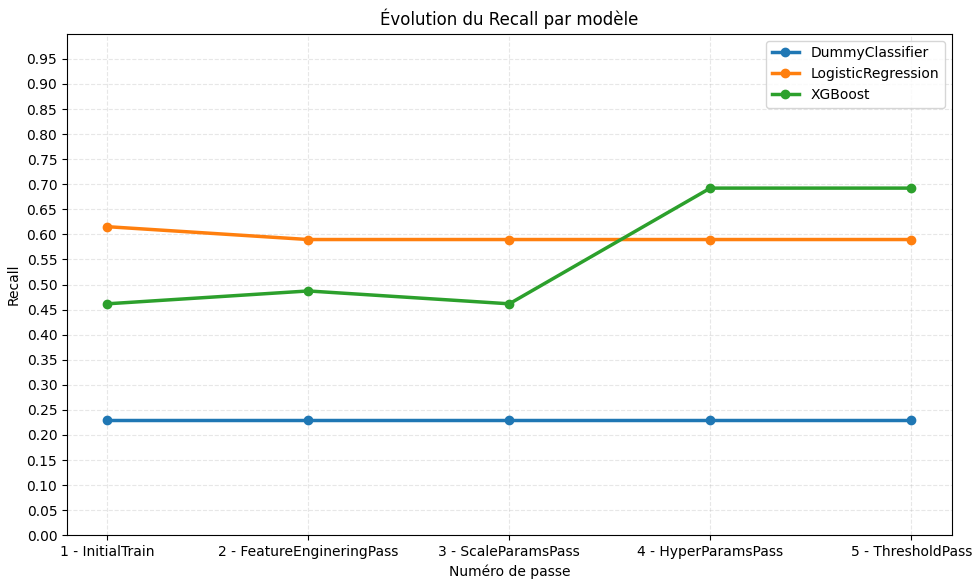 Évolution du Recall par modèle
DummyClassifier
LogisticRegression
XGBoost
Recall
0.95
0.90
0.85
0.80
0.75
0.70
0.65
0.60
0.55
0.50
0.45
0.40
0.35
0.30
0.25
0.20
0.15
0.10
0.05
0.00
1 - InitialTrain
2 - FeatureEngineringPass
3 - ScaleParamsPass
4 - HyperParamsPass
5 - ThresholdPass
Numéro de passe